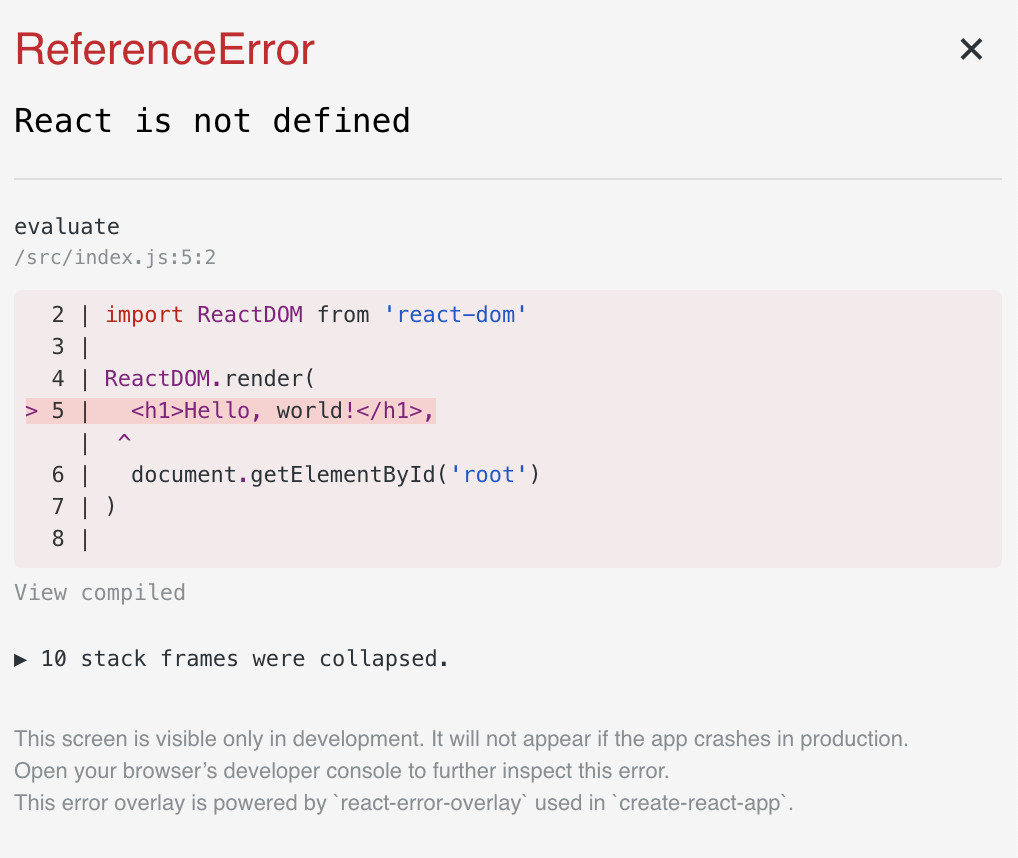 ReferenceError
✕
React is not defined
evaluate
/src/index.js:5:2
2 | import ReactDOM from 'react-dom'
3 |
4 | ReactDOM.render(
> 5 |   <h1>Hello, world!</h1>,
|  ^
6 |   document.getElementById('root')
7 | )
8 |
View compiled
▶ 10 stack frames were collapsed.
This screen is visible only in development. It will not appear if the app crashes in production.
Open your browser’s developer console to further inspect this error.
This error overlay is powered by `react-error-overlay` used in `create-react-app`.